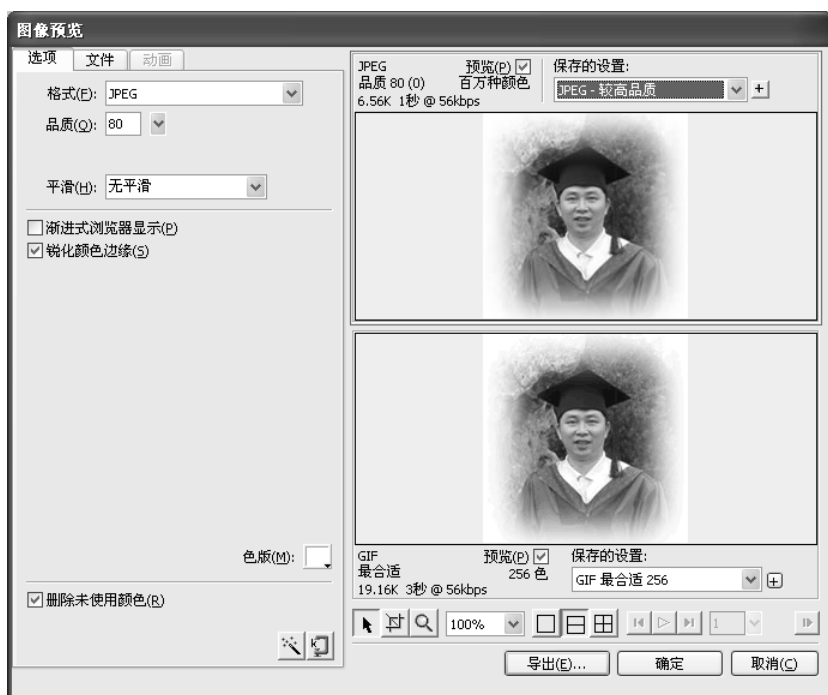 图像预览
选项 文件 动画
格式(F): JPEG
品质(Q): 80
平滑(H): 无平滑
渐进式浏览器显示(P)
锐化颜色边缘(S)
色版(M):
删除未使用颜色(R)
JPEG 预览(P) 保存的设置:
品质 80 (0) 百万种颜色 JPEG - 较高品质
6.56K 1秒 @ 56kbps
GIF 预览(P) 保存的设置:
最合适 256 色 GIF 最合适 256
19.16K 3秒 @ 56kbps
100% 1
导出(E)... 确定 取消(C)